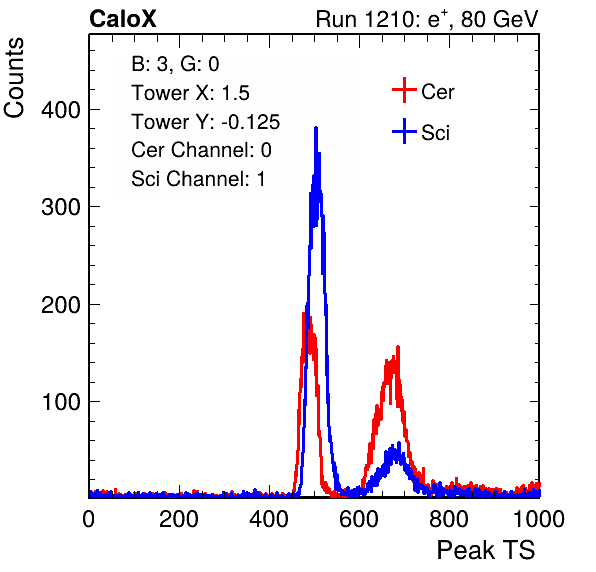 CaloX Run 1210: e⁺, 80 GeV
Counts
B: 3, G: 0
Tower X: 1.5
Tower Y: -0.125
Cer Channel: 0
Sci Channel: 1
Cer
Sci
400
300
200
100
0 200 400 600 800 1000
Peak TS